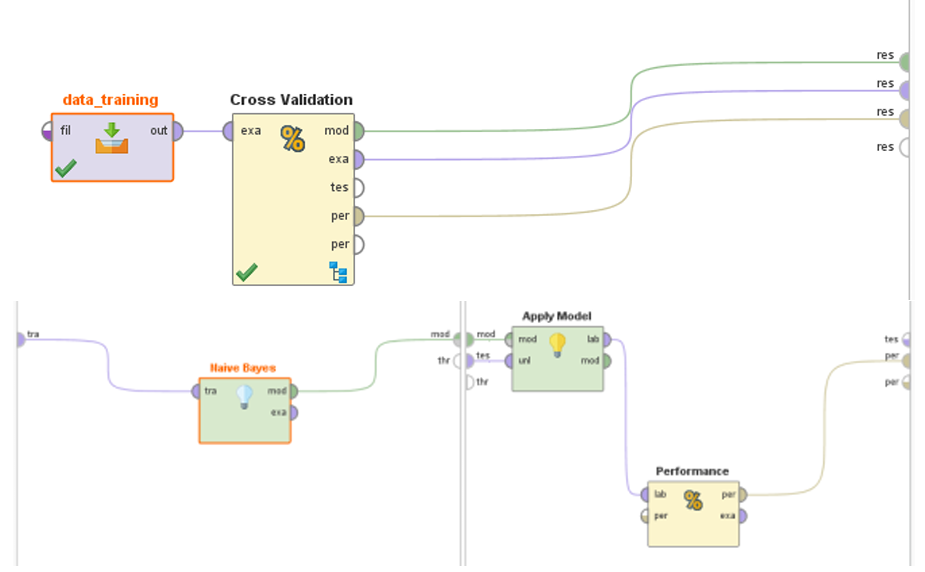 data_training
fil
out
Cross Validation
exa
mod
exa
tes
per
per
res
res
res
res
tra
Naive Bayes
tra
mod
exa
mod
thr
mod
tes
thr
Apply Model
mod
lab
unl
mod
Performance
lab
per
per
exa
tes
per
per